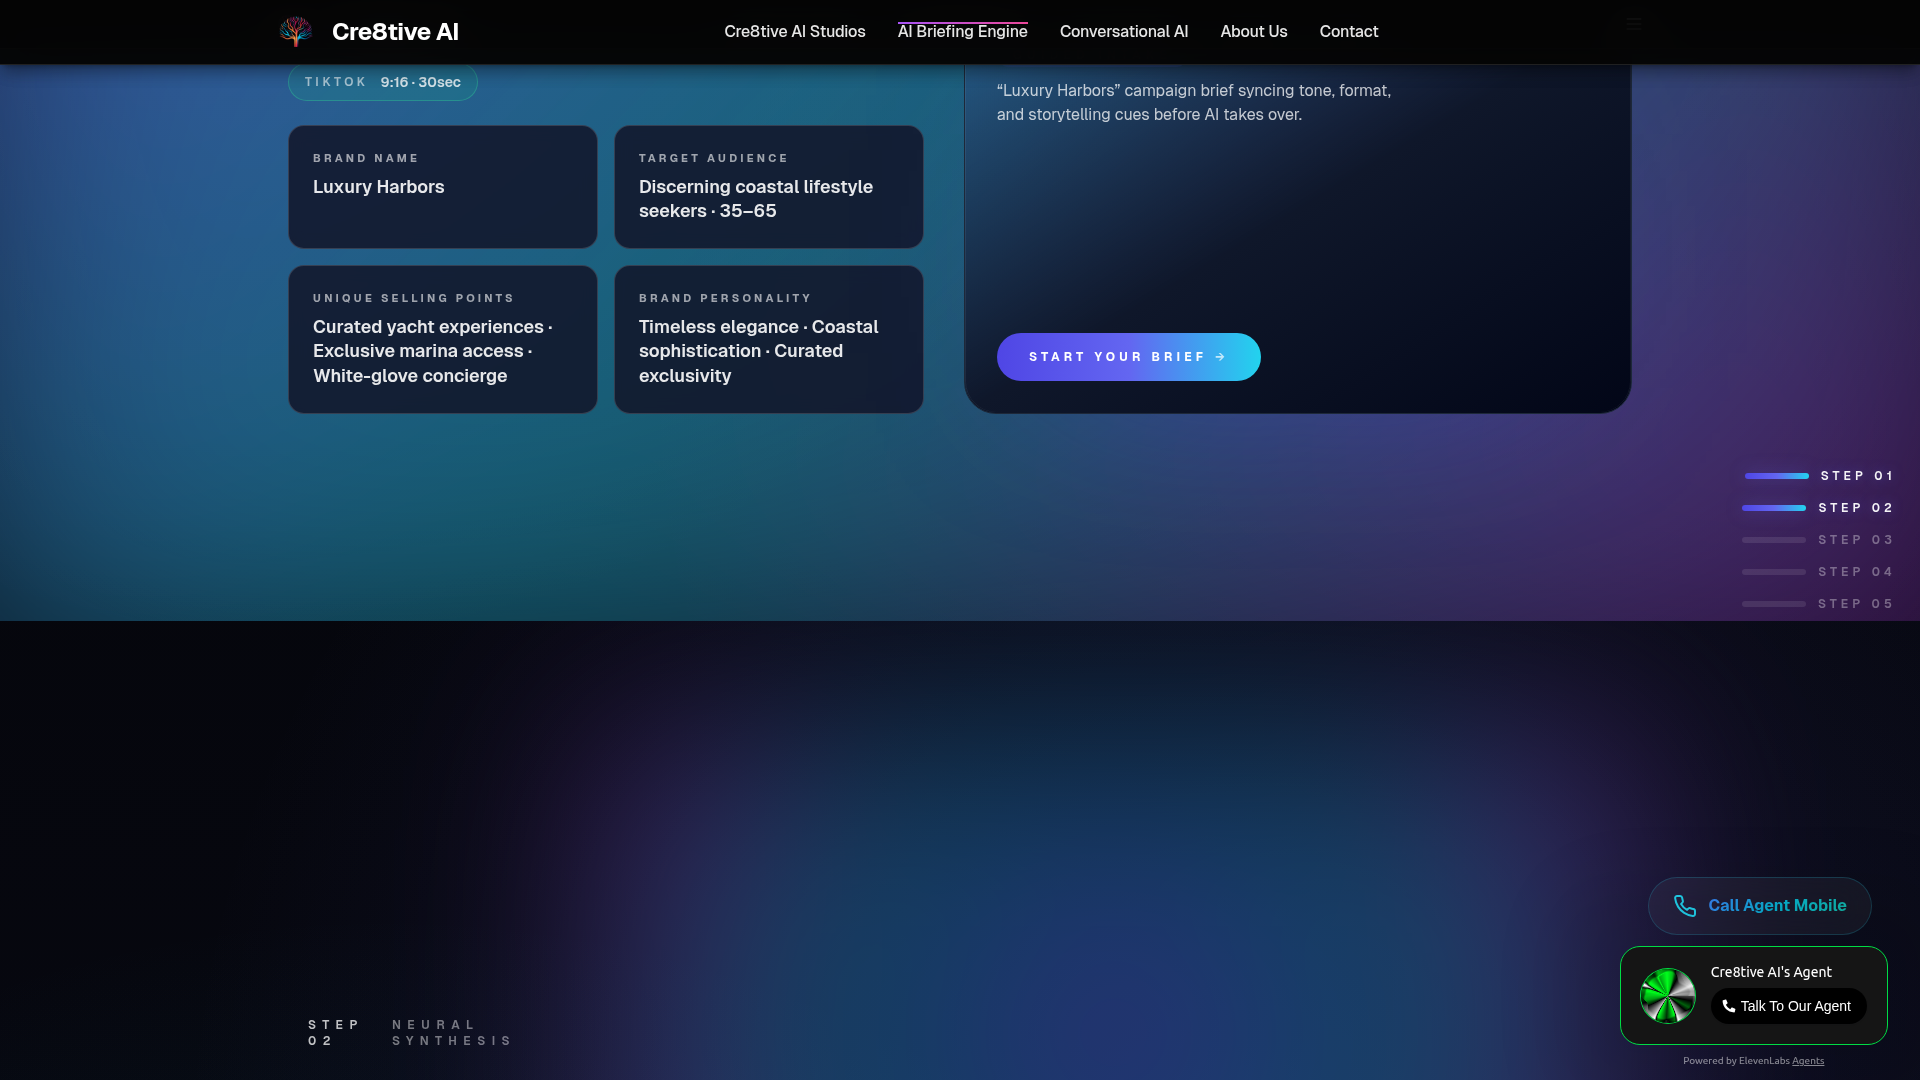 Cre8tive AI
Cre8tive AI Studios
AI Briefing Engine
Conversational AI
About Us
Contact
TIKTOK 9:16 · 30sec
“Luxury Harbors” campaign brief syncing tone, format,
and storytelling cues before AI takes over.
BRAND NAME
Luxury Harbors
TARGET AUDIENCE
Discerning coastal lifestyle
seekers · 35–65
UNIQUE SELLING POINTS
Curated yacht experiences ·
Exclusive marina access ·
White-glove concierge
BRAND PERSONALITY
Timeless elegance · Coastal
sophistication · Curated
exclusivity
START YOUR BRIEF →
STEP 01
STEP 02
STEP 03
STEP 04
STEP 05
STEP
02
NEURAL
SYNTHESIS
Call Agent Mobile
Cre8tive AI's Agent
Talk To Our Agent
Powered by ElevenLabs Agents